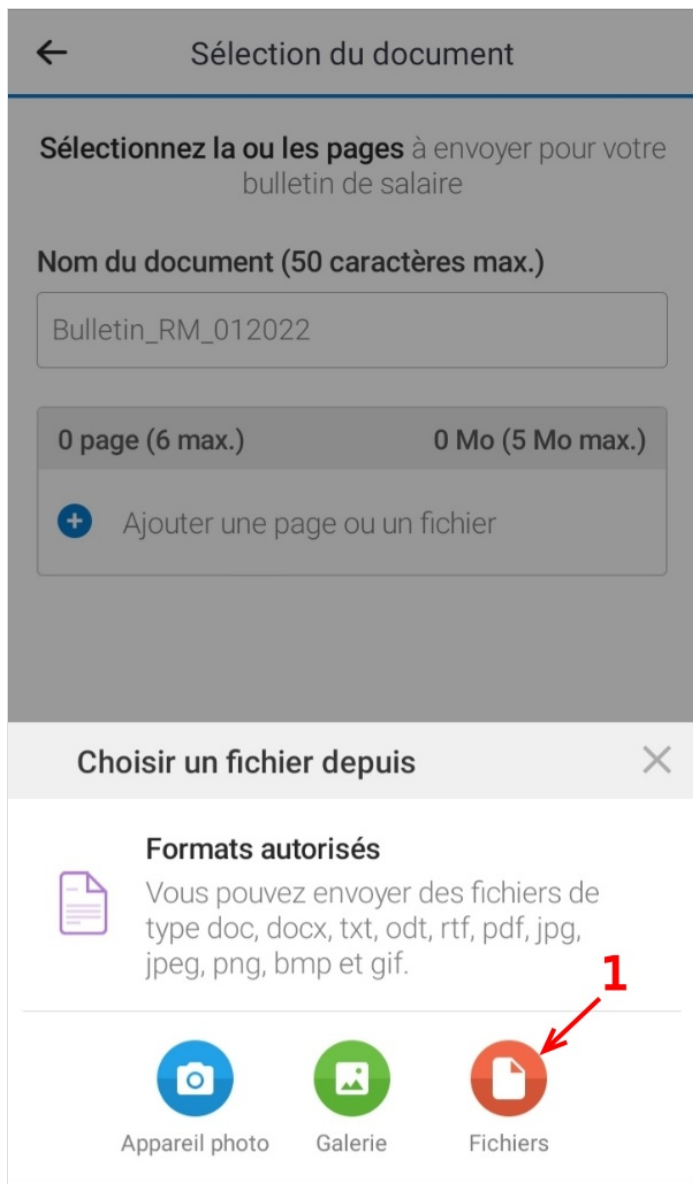 Sélection du document
Sélectionnez la ou les pages à envoyer pour votre
bulletin de salaire
Nom du document (50 caractères max.)
Bulletin_RM_012022
0 page (6 max.) 0 Mo (5 Mo max.)
Ajouter une page ou un fichier
Choisir un fichier depuis
Formats autorisés
Vous pouvez envoyer des fichiers de
type doc, docx, txt, odt, rtf, pdf, jpg,
jpeg, png, bmp et gif.
1
Appareil photo Galerie Fichiers